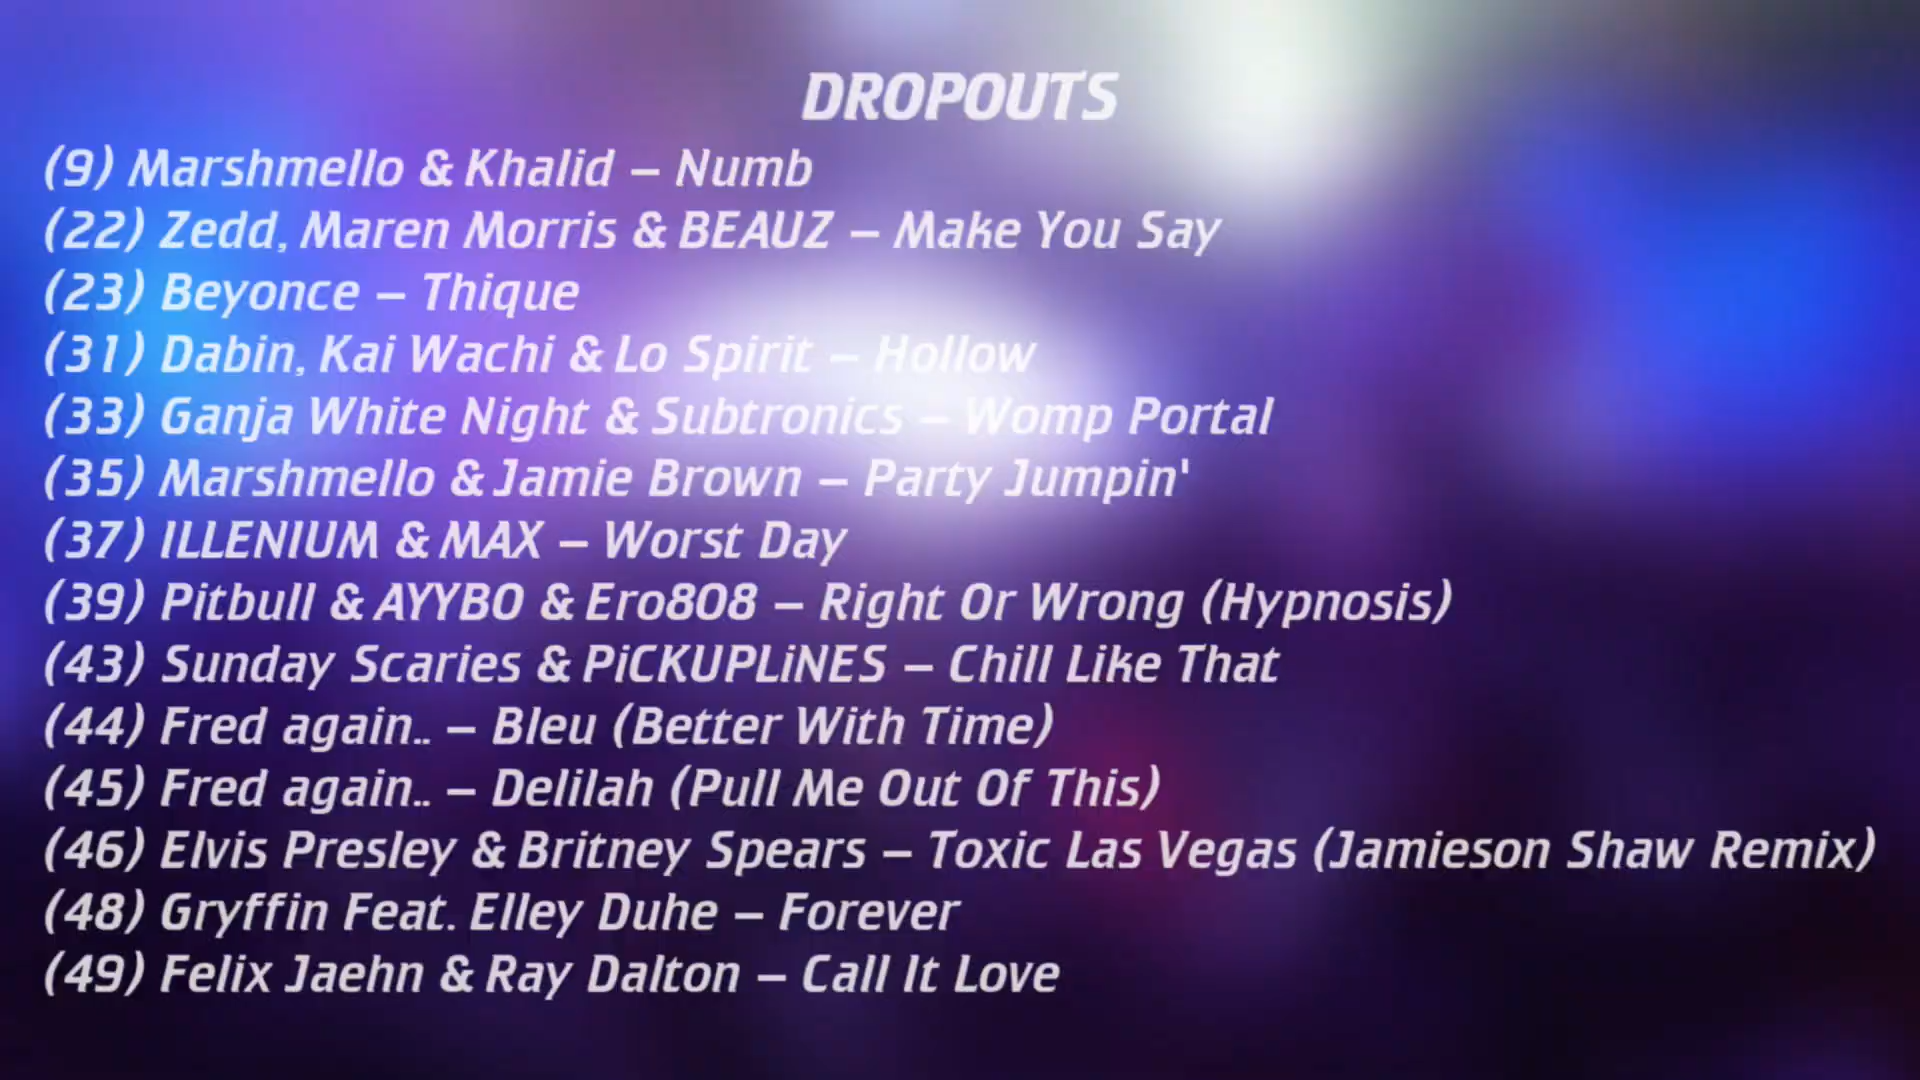 DROPOUTS
(9) Marshmello & Khalid – Numb
(22) Zedd, Maren Morris & BEAUZ – Make You Say
(23) Beyonce – Thique
(31) Dabin, Kai Wachi & Lo Spirit – Hollow
(33) Ganja White Night & Subtronics – Womp Portal
(35) Marshmello & Jamie Brown – Party Jumpin'
(37) ILLENIUM & MAX – Worst Day
(39) Pitbull & AYYBO & Ero808 – Right Or Wrong (Hypnosis)
(43) Sunday Scaries & PiCKUPLiNES – Chill Like That
(44) Fred again.. – Bleu (Better With Time)
(45) Fred again.. – Delilah (Pull Me Out Of This)
(46) Elvis Presley & Britney Spears – Toxic Las Vegas (Jamieson Shaw Remix)
(48) Gryffin Feat. Elley Duhe – Forever
(49) Felix Jaehn & Ray Dalton – Call It Love